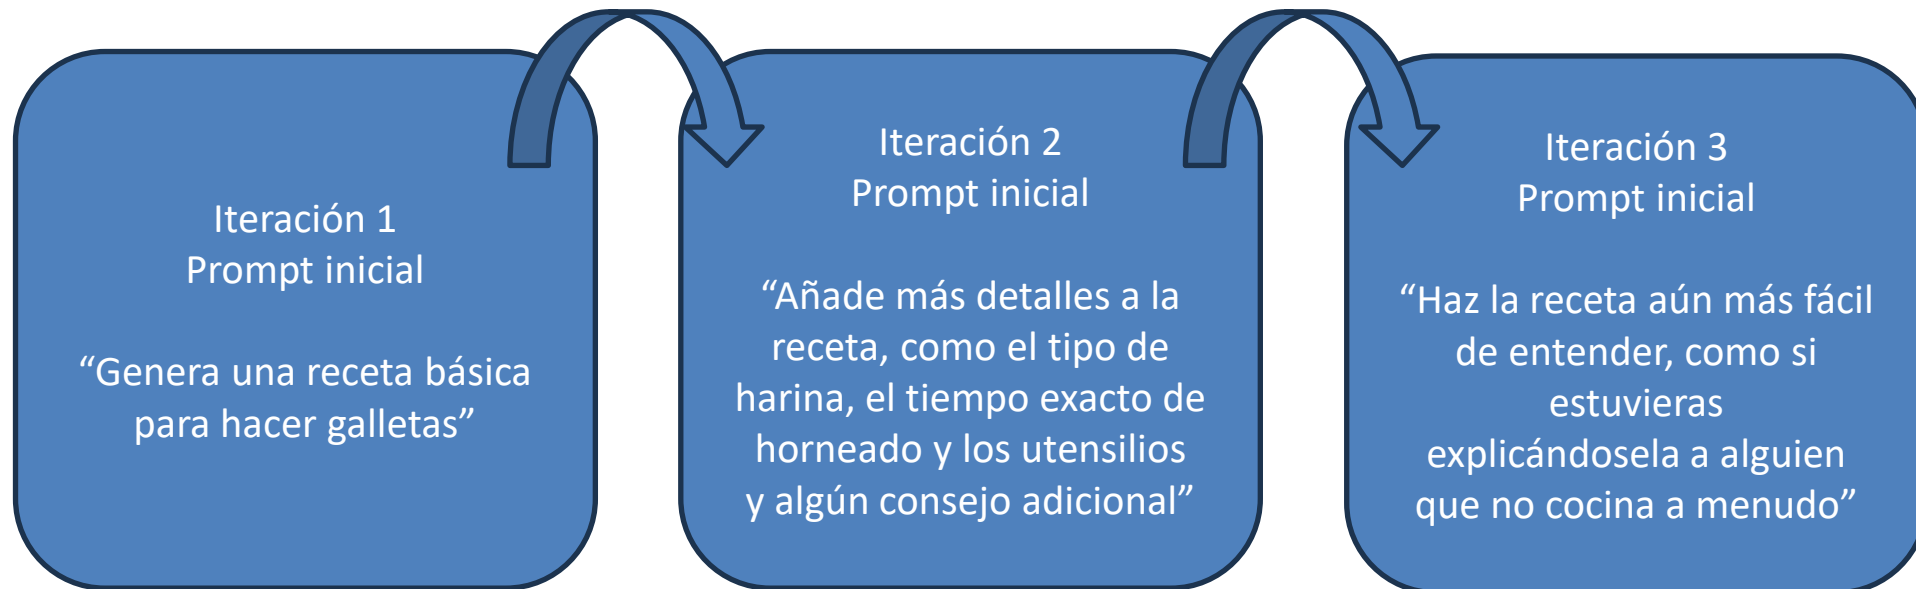 Iteración 1
Prompt inicial
“Genera una receta básica
para hacer galletas”
Iteración 2
Prompt inicial
“Añade más detalles a la
receta, como el tipo de
harina, el tiempo exacto de
horneado y los utensilios
y algún consejo adicional”
Iteración 3
Prompt inicial
“Haz la receta aún más fácil
de entender, como si
estuvieras
explicándosela a alguien
que no cocina a menudo”